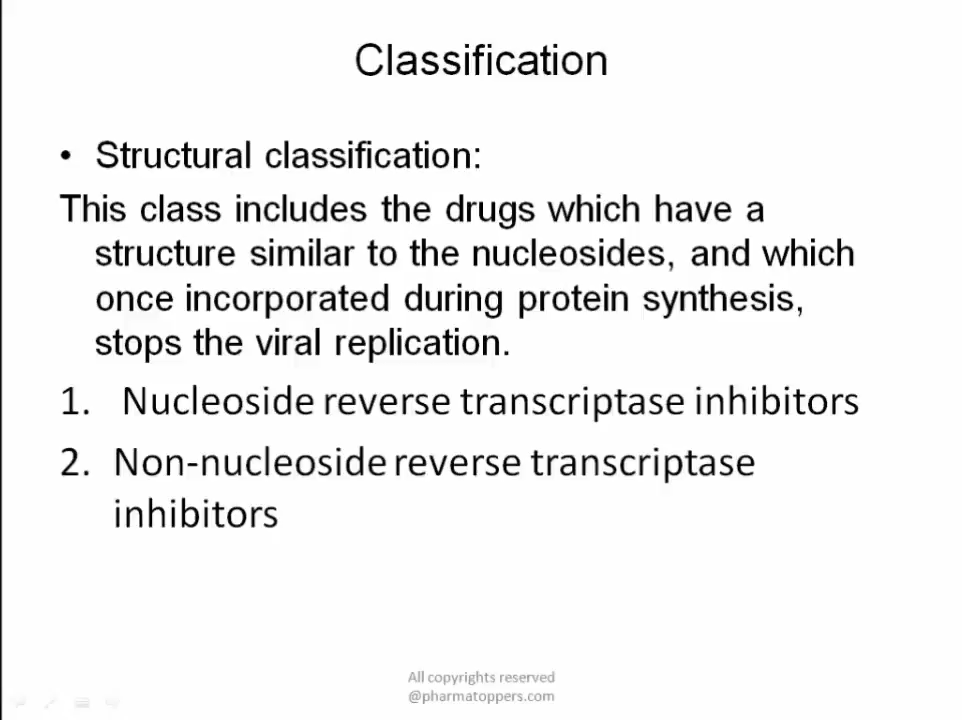 Classification
• Structural classification:
This class includes the drugs which have a
structure similar to the nucleosides, and which
once incorporated during protein synthesis,
stops the viral replication.
1. Nucleoside reverse transcriptase inhibitors
2. Non-nucleoside reverse transcriptase
inhibitors
All copyrights reserved
@pharmatoppers.com